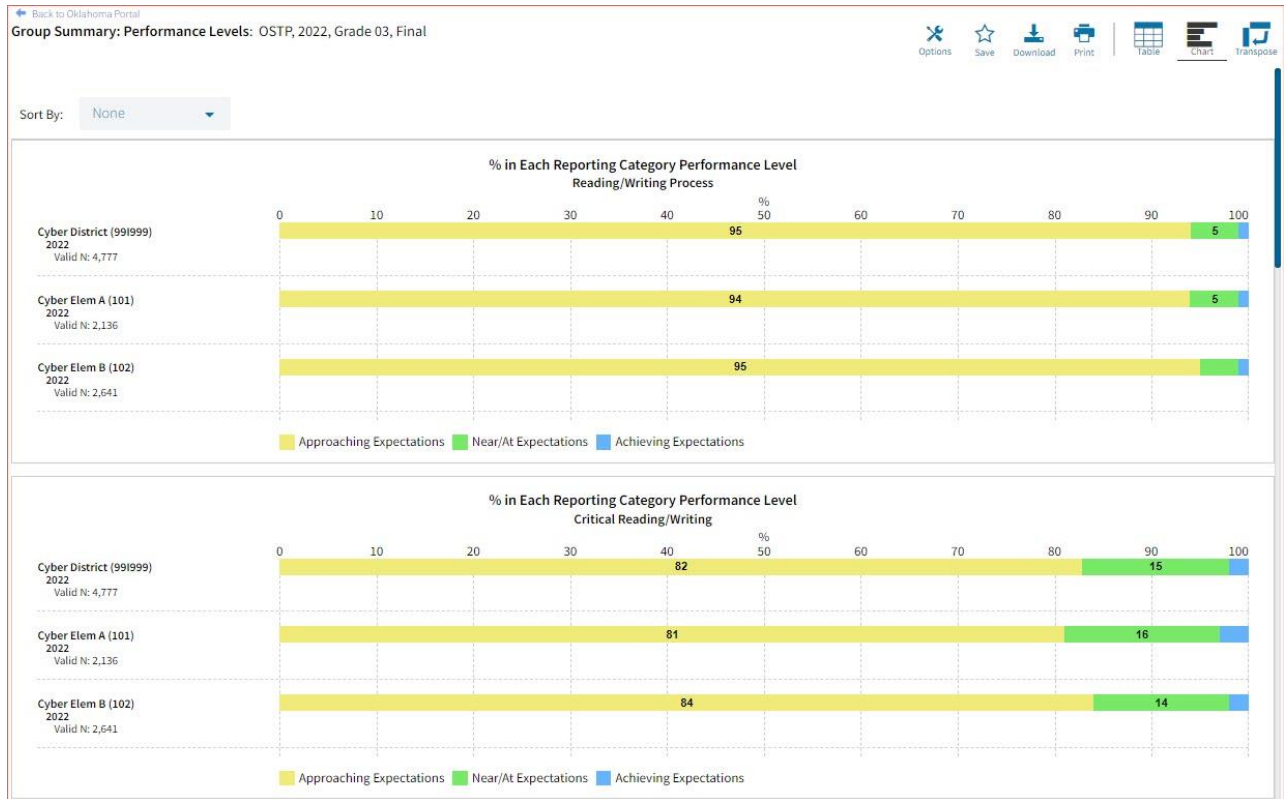 Back to Oklahoma Portal
Group Summary: Performance Levels: OSTP, 2022, Grade 03, Final
Options Save Download Print Table Chart Transpose
Sort By: None
% in Each Reporting Category Performance Level
Reading/Writing Process
%
0 10 20 30 40 50 60 70 80 90 100
Cyber District (99I999) 95 5
2022
Valid N: 4,777
Cyber Elem A (101) 94 5
2022
Valid N: 2,136
Cyber Elem B (102) 95
2022
Valid N: 2,641
Approaching Expectations Near/At Expectations Achieving Expectations
% in Each Reporting Category Performance Level
Critical Reading/Writing
%
0 10 20 30 40 50 60 70 80 90 100
Cyber District (99I999) 82 15
2022
Valid N: 4,777
Cyber Elem A (101) 81 16
2022
Valid N: 2,136
Cyber Elem B (102) 84 14
2022
Valid N: 2,641
Approaching Expectations Near/At Expectations Achieving Expectations